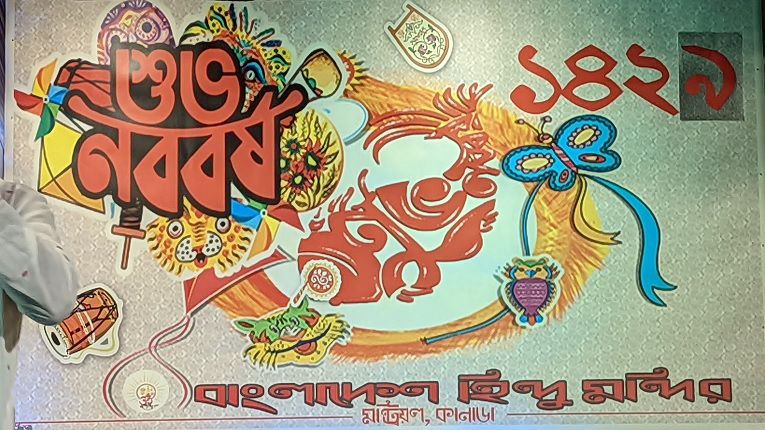 শুভ
নববর্ষ
১৪২৯
বাংলাদেশ হিন্দু মন্দির
মন্ট্রিয়ল, কানাডা